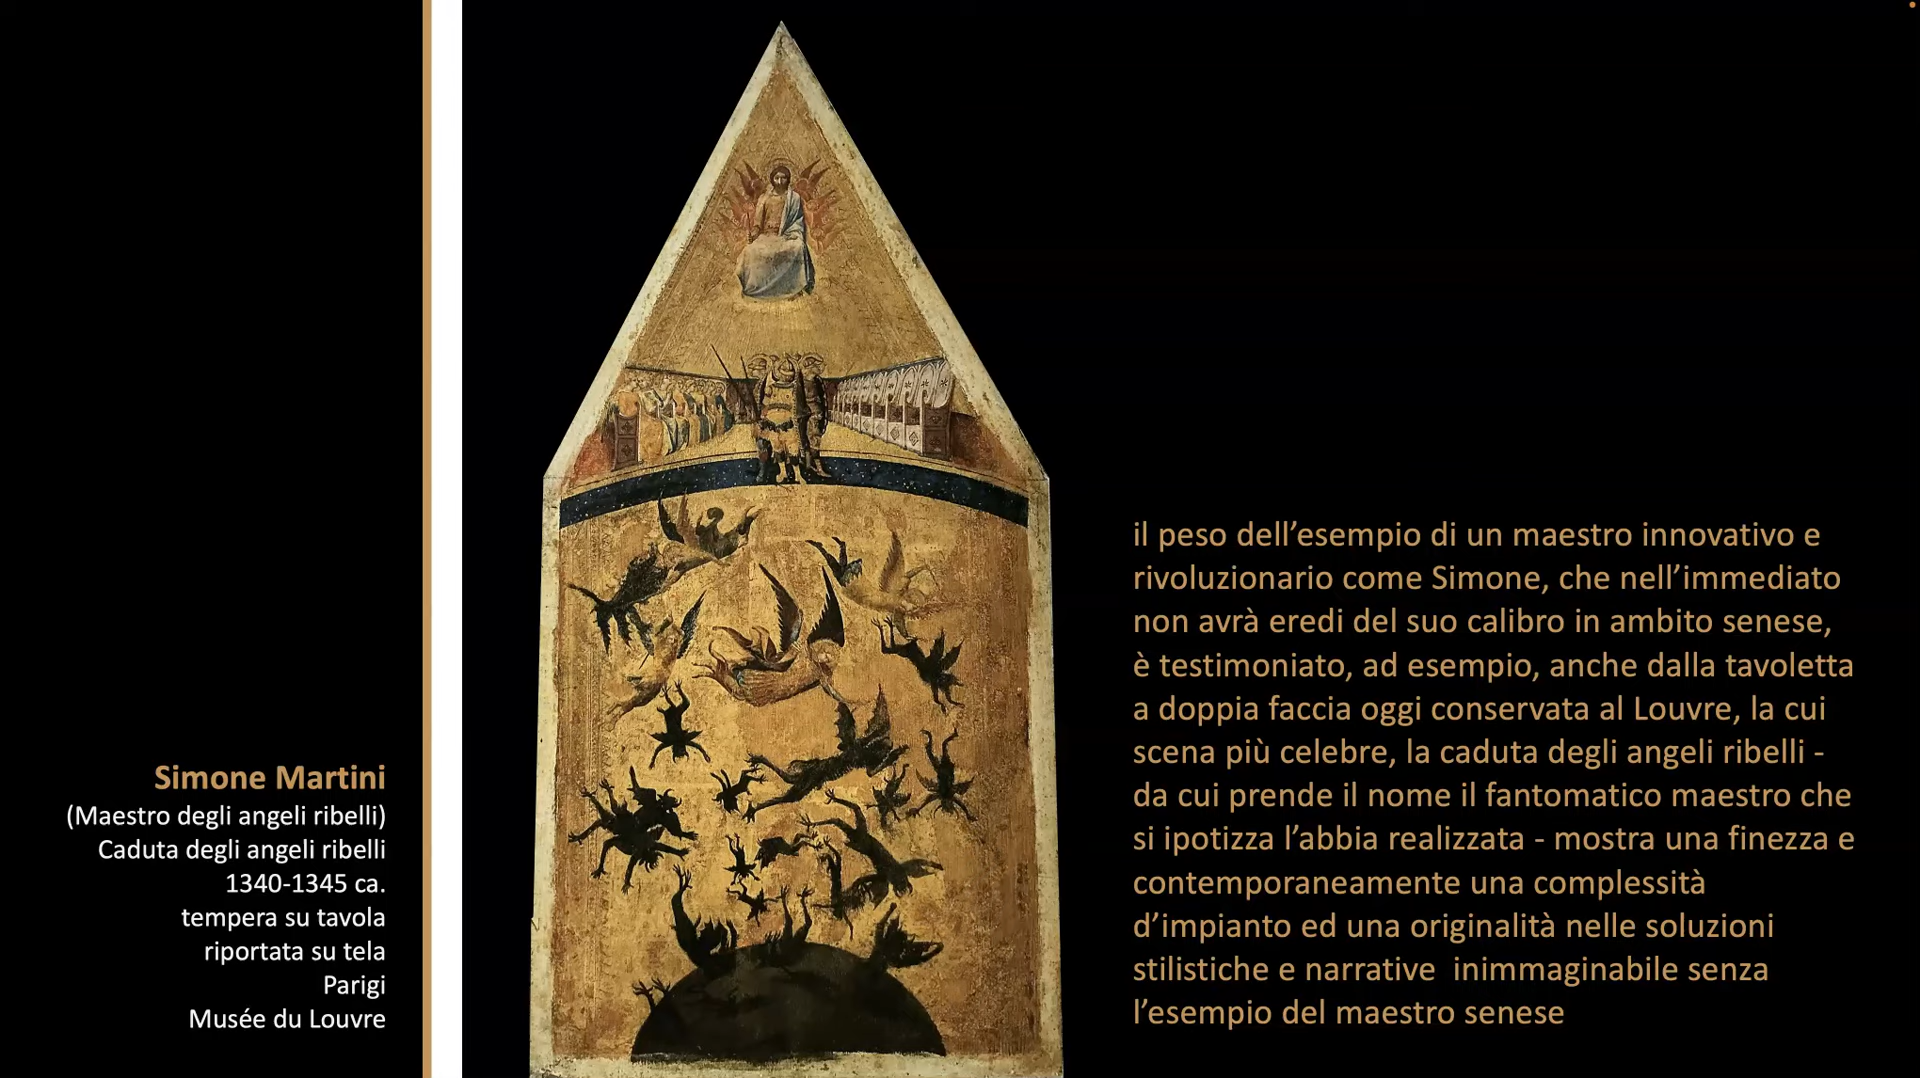 Simone Martini
(Maestro degli angeli ribelli)
Caduta degli angeli ribelli
1340-1345 ca.
tempera su tavola
riportata su tela
Parigi
Musée du Louvre
il peso dell’esempio di un maestro innovativo e
rivoluzionario come Simone, che nell’immediato
non avrà eredi del suo calibro in ambito senese,
è testimoniato, ad esempio, anche dalla tavoletta
a doppia faccia oggi conservata al Louvre, la cui
scena più celebre, la caduta degli angeli ribelli -
da cui prende il nome il fantomatico maestro che
si ipotizza l’abbia realizzata - mostra una finezza e
contemporaneamente una complessità
d’impianto ed una originalità nelle soluzioni
stilistiche e narrative  inimmaginabile senza
l’esempio del maestro senese